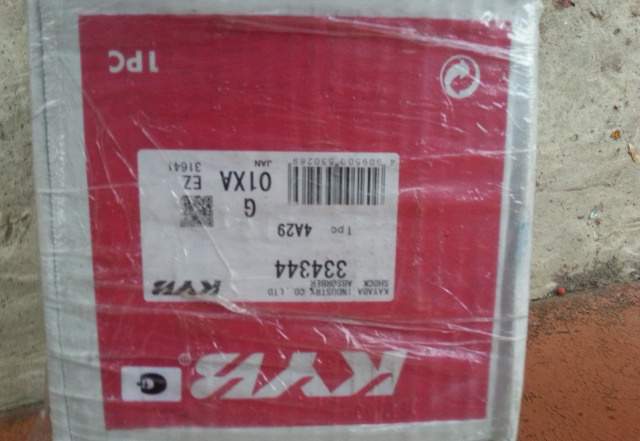 KYB®
KAYABA INDUSTRY CO. LTD
SHOCK ABSORBER
KYB
334344
1pc 4A29
G
01XA
EZ
JAN
31641
1PC